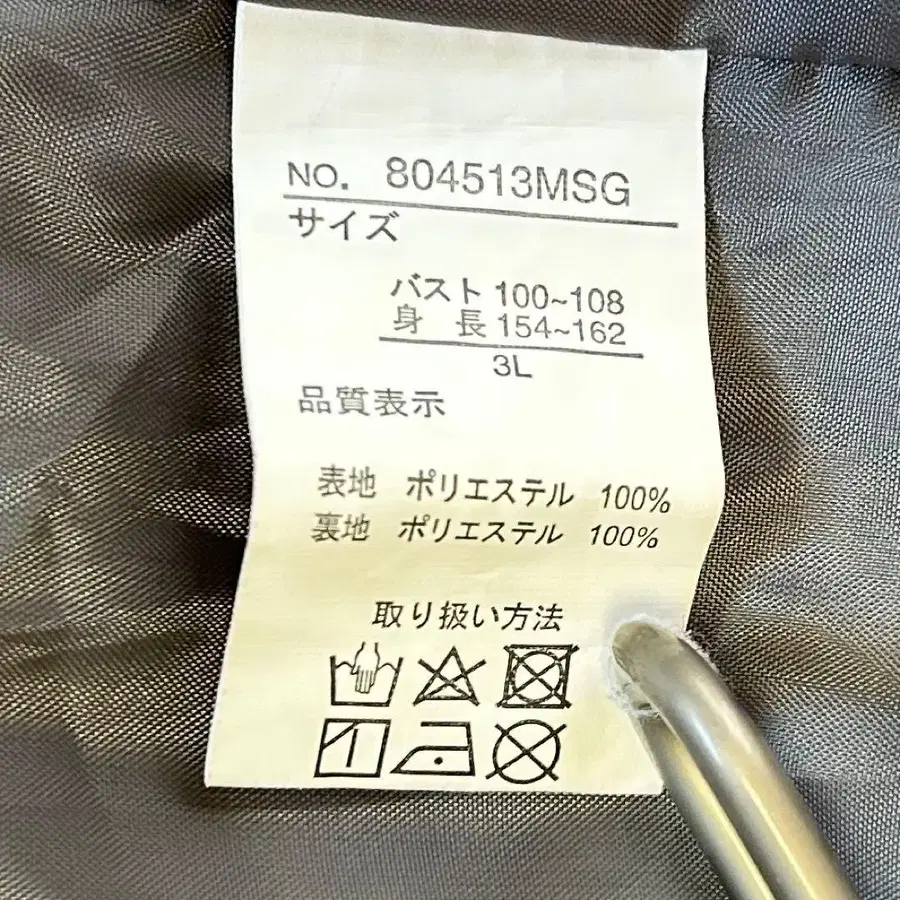 NO. 804513MSG
サイズ
バスト 100~108
身 長 154~162
3L
品質表示
表地 ポリエステル 100%
裏地 ポリエステル 100%
取り扱い方法